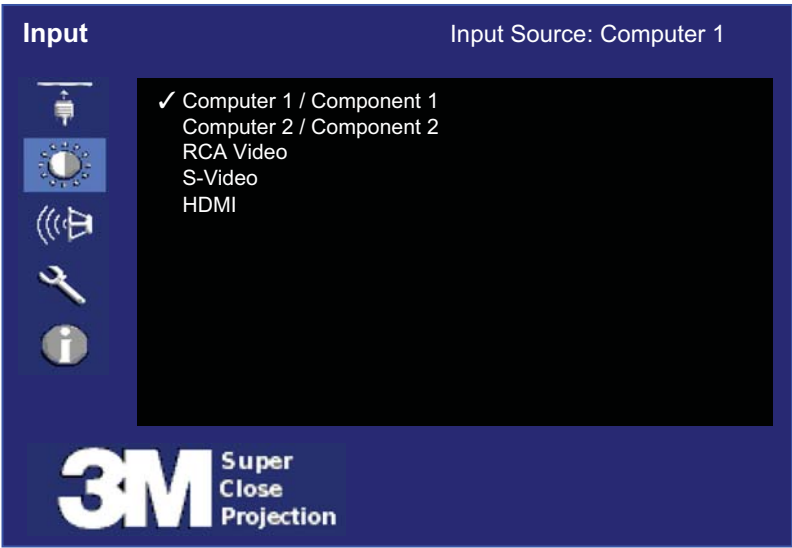 Input
Input Source: Computer 1
✓ Computer 1 / Component 1
Computer 2 / Component 2
RCA Video
S-Video
HDMI
3M
Super
Close
Projection